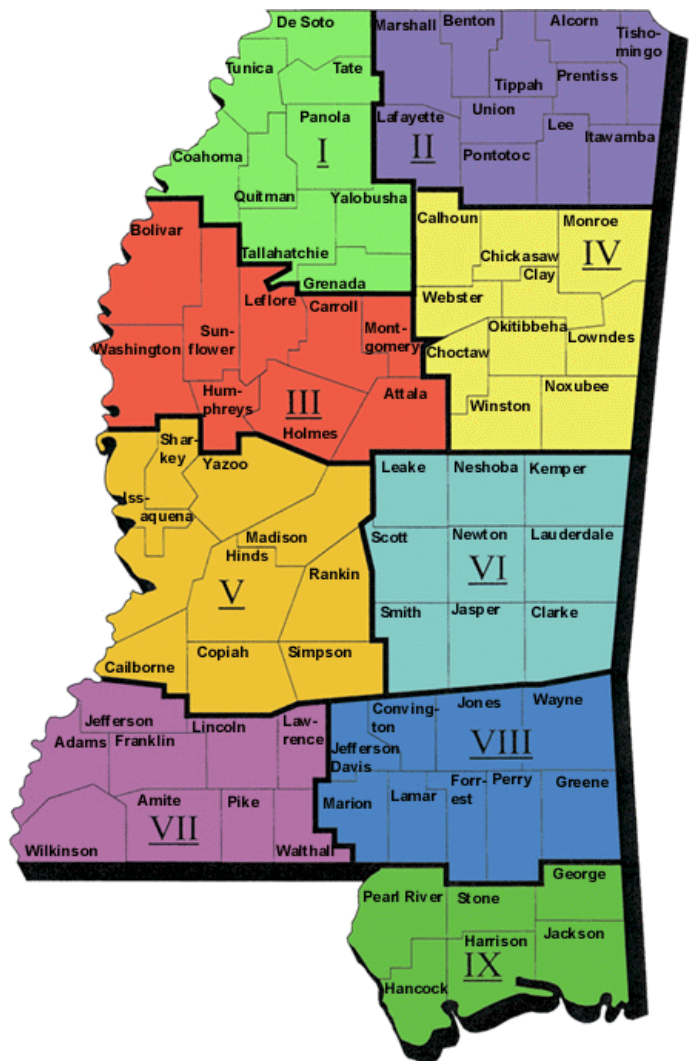 De Soto
Marshall
Benton
Alcorn
Tisho-
mingo
Tunica
Tate
Tippah
Prentiss
Panola
Lafayette
Union
Lee
Itawamba
I
II
Coahoma
Pontotoc
Quitman
Yalobusha
Tallahatchie
Grenada
Calhoun
Monroe
Chickasaw
IV
Clay
Webster
Okitibbeha
Lowndes
Choctaw
Noxubee
Winston
Bolivar
Leflore
Carroll
Sun-
flower
Mont-
gomery
Washington
Hum-
phreys
III
Attala
Holmes
Shar-
key
Yazoo
Iss-
aquena
Madison
Hinds
Rankin
V
Copiah
Simpson
Cailborne
Leake
Neshoba
Kemper
Scott
Newton
Lauderdale
VI
Smith
Jasper
Clarke
Jefferson
Lincoln
Law-
rence
Adams
Franklin
Amite
Pike
VII
Wilkinson
Walthall
Convington-
ton
Jones
Wayne
VIII
Jefferson
Davis
Marion
Lamar
Forr-
est
Perry
Greene
George
Pearl River
Stone
Harrison
Jackson
IX
Hancock